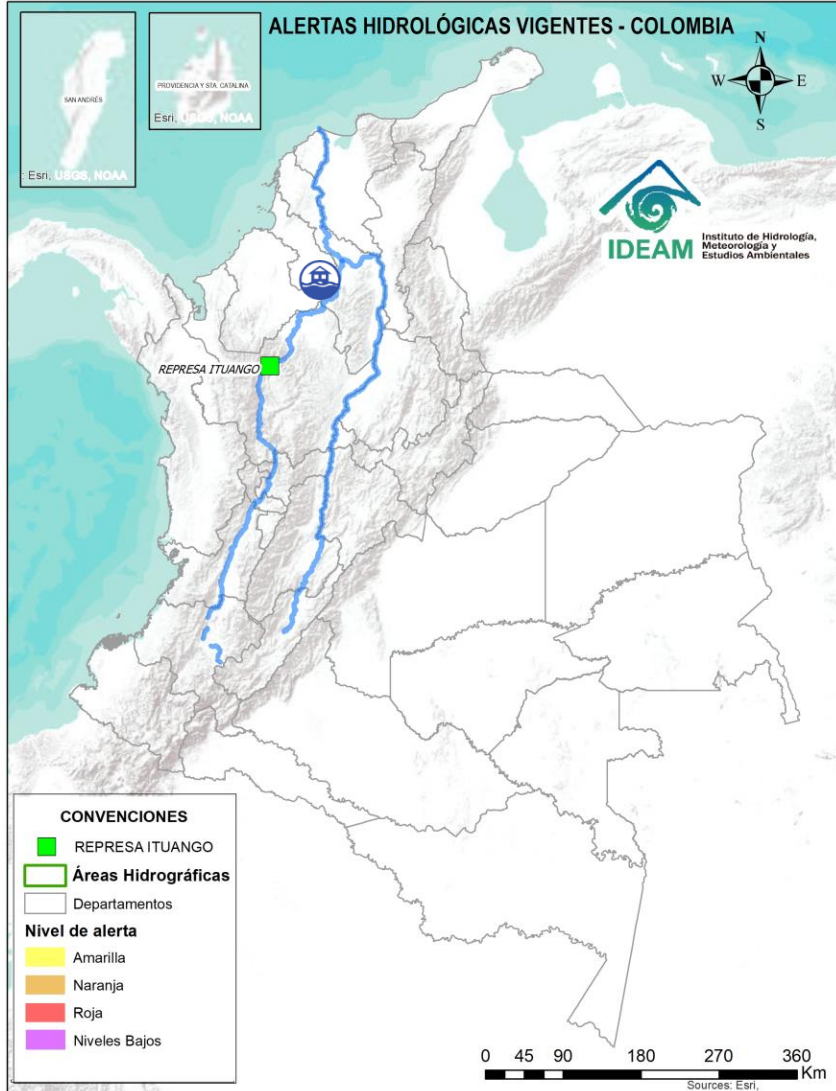 ALERTAS HIDROLÓGICAS VIGENTES - COLOMBIA
SAN ANDRÉS
: Esri, USGS, NOAA
PROVIDENCIA Y STA. CATALINA
Esri, USGS, NOAA
N
W
E
S
IDEAM
Instituto de Hidrología,
Meteorología y
Estudios Ambientales
REPRESA ITUANGO
CONVENCIONES
REPRESA ITUANGO
Áreas Hidrográficas
Departamentos
Nivel de alerta
Amarilla
Naranja
Roja
Niveles Bajos
0 45 90 180 270 360
Km
Sources: Esri,